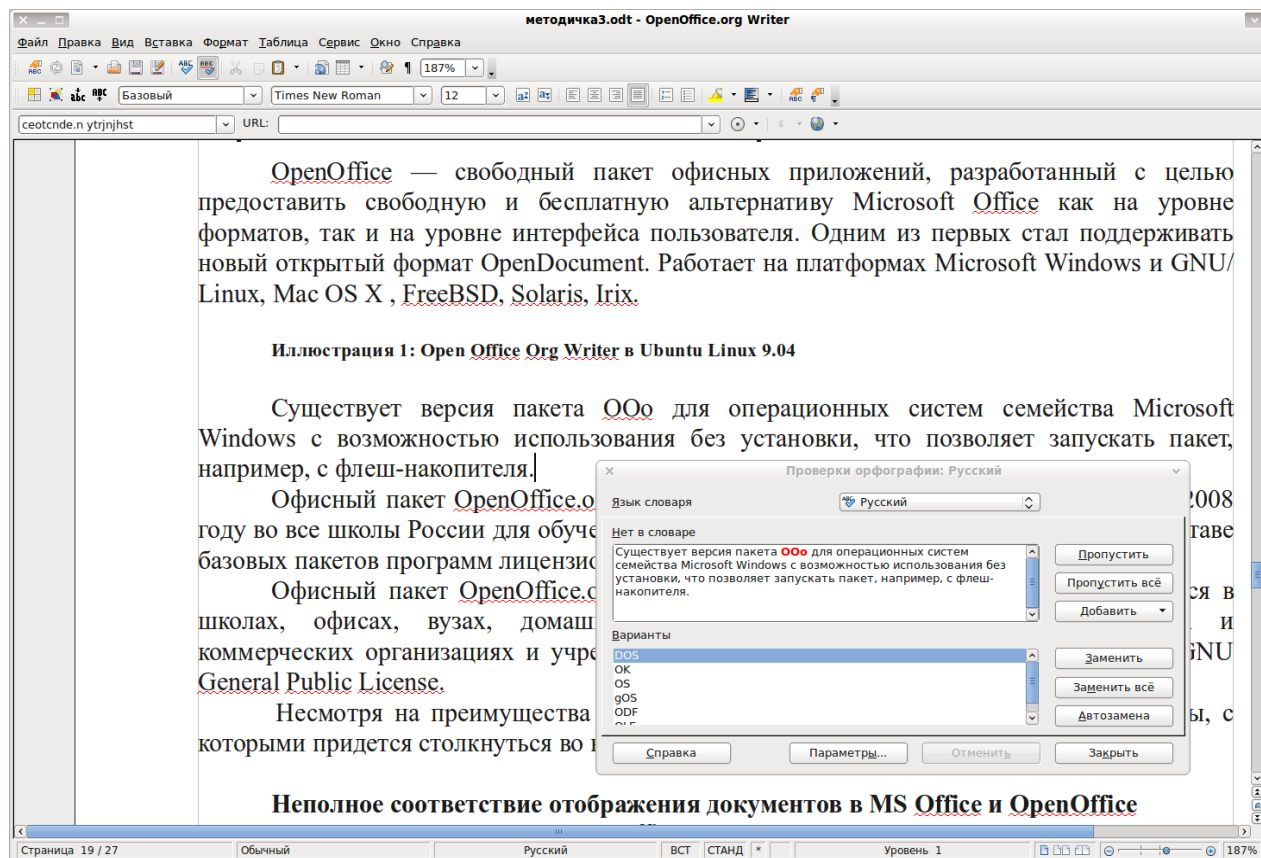 методичка3.odt - OpenOffice.org Writer
Файл Правка Вид Вставка Формат Таблица Сервис Окно Справка
187%
Базовый Times New Roman 12
ceotcnde.n ytrjnjhst URL:
OpenOffice — свободный пакет офисных приложений, разработанный с целью
предоставить свободную и бесплатную альтернативу Microsoft Office как на уровне
форматов, так и на уровне интерфейса пользователя. Одним из первых стал поддерживать
новый открытый формат OpenDocument. Работает на платформах Microsoft Windows и GNU/
Linux, Mac OS X , FreeBSD, Solaris, Irix.
Иллюстрация 1: Open Office Org Writer в Ubuntu Linux 9.04
Существует версия пакета OOo для операционных систем семейства Microsoft
Windows с возможностью использования без установки, что позволяет запускать пакет,
например, с флеш-накопителя.
Офисный пакет OpenOffice.o 2008
году во все школы России для обуче таве
базовых пакетов программ лицензио
Офисный пакет OpenOffice.o ся в
школах, офисах, вузах, домаш и
коммерческих организациях и учре GNU
General Public License.
Несмотря на преимущества ы, с
которыми придется столкнуться во
Неполное соответствие отображения документов в MS Office и OpenOffice
Проверки орфографии: Русский
Язык словаря Русский
Нет в словаре
Существует версия пакета OOo для операционных систем
семейства Microsoft Windows с возможностью использования без
установки, что позволяет запускать пакет, например, с флеш-
накопителя.
Пропустить
Пропустить всё
Добавить
Варианты
DOS
OK
OS
gOS
ODF
Заменить
Заменить всё
Автозамена
Справка Параметры... Отменить Закрыть
Страница 19 / 27 Обычный Русский ВСТ СТАНД * Уровень 1 187%